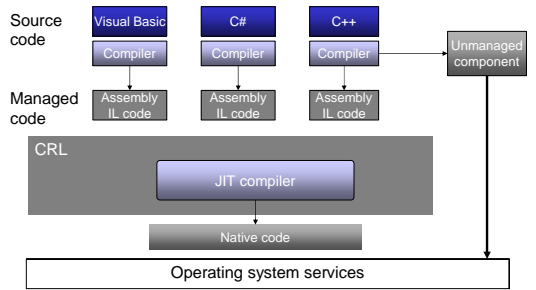 Source
code
Visual Basic
C#
C++
Compiler
Compiler
Compiler
Unmanaged
component
Managed
code
Assembly
IL code
Assembly
IL code
Assembly
IL code
CRL
JIT compiler
Native code
Operating system services